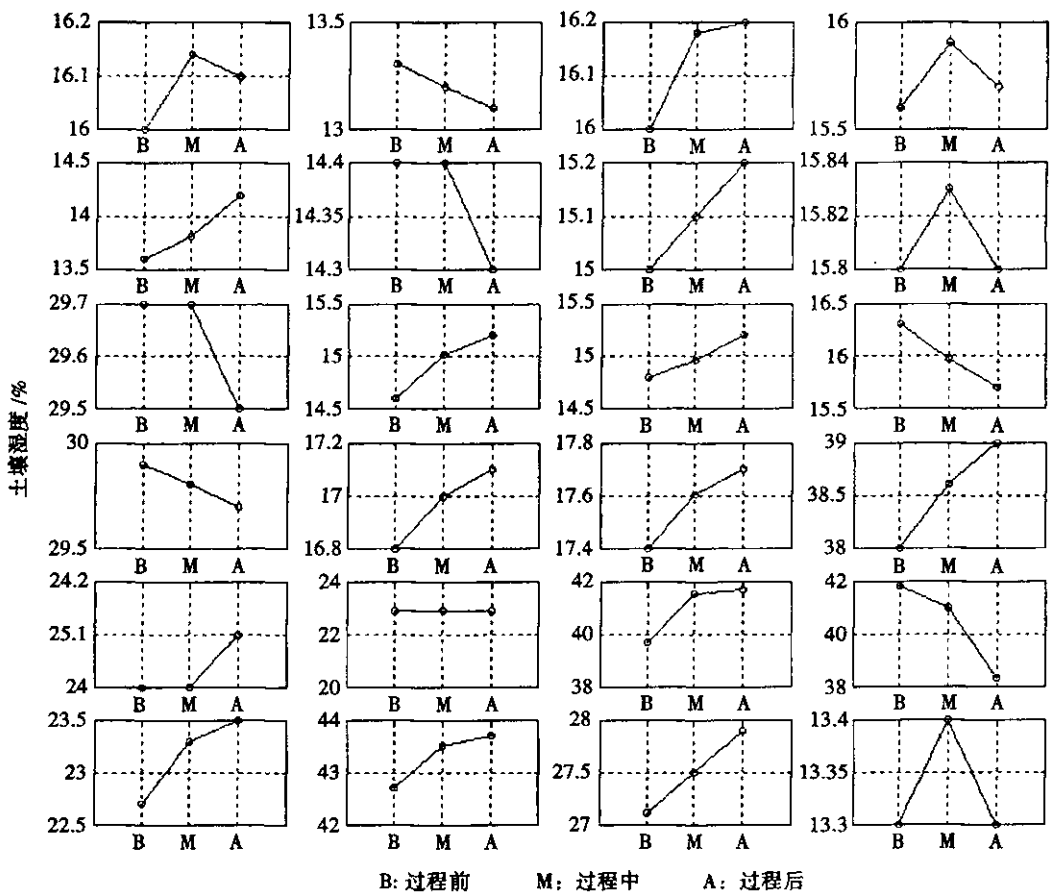 16.2 13.5 16.2 16
16.1 16.1
16 13 16 15.5
B M A B M A B M A B M A
14.5 14.4 15.2 15.84
14 14.35 15.1 15.82
13.5 14.3 15 15.8
B M A B M A B M A B M A
29.7 15.5 15.5 16.5
29.6 15 15 16
29.5 14.5 14.5 15.5
B M A B M A B M A B M A
土壤湿度/%
30 17.2 17.8 39
17 17.6 38.5
29.5 16.8 17.4 38
B M A B M A B M A B M A
24.2 24 42 42
25.1 22 40 40
24 20 38 38
B M A B M A B M A B M A
23.5 44 28 13.4
23 43 27.5 13.35
22.5 42 27 13.3
B M A B M A B M A B M A
B: 过程前 M: 过程中 A: 过程后